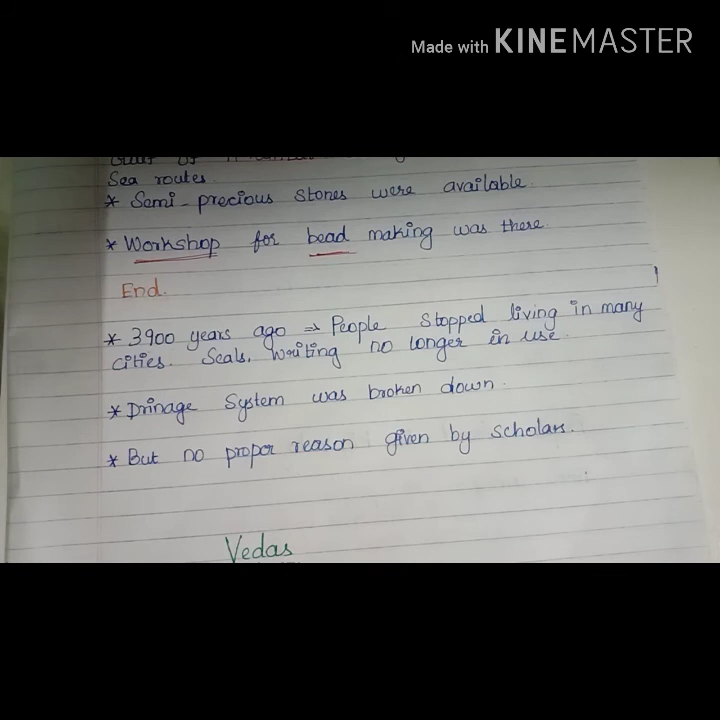 Made with KINEMASTER
Sea routes.
* Semi-precious stones were available.
* Workshop for bead making was there.
End.
* 3900 years ago ⇒ People stopped living in many
cities. Seals, writing no longer in use.
* Drinage System was broken down.
* But no proper reason given by scholars.
Vedas